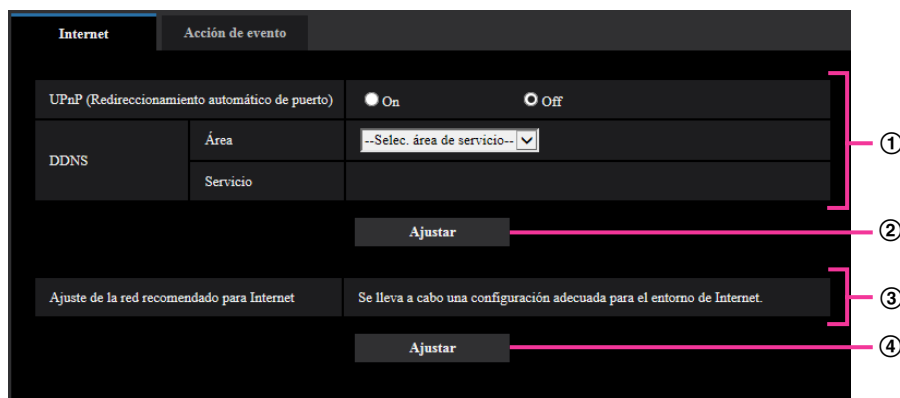 Internet
Acción de evento
UPnP (Redireccionamiento automático de puerto)
On
Off
DDNS
Área
--Selec. área de servicio--
Servicio
①
Ajustar
②
Ajuste de la red recomendado para Internet
Se lleva a cabo una configuración adecuada para el entorno de Internet.
③
Ajustar
④